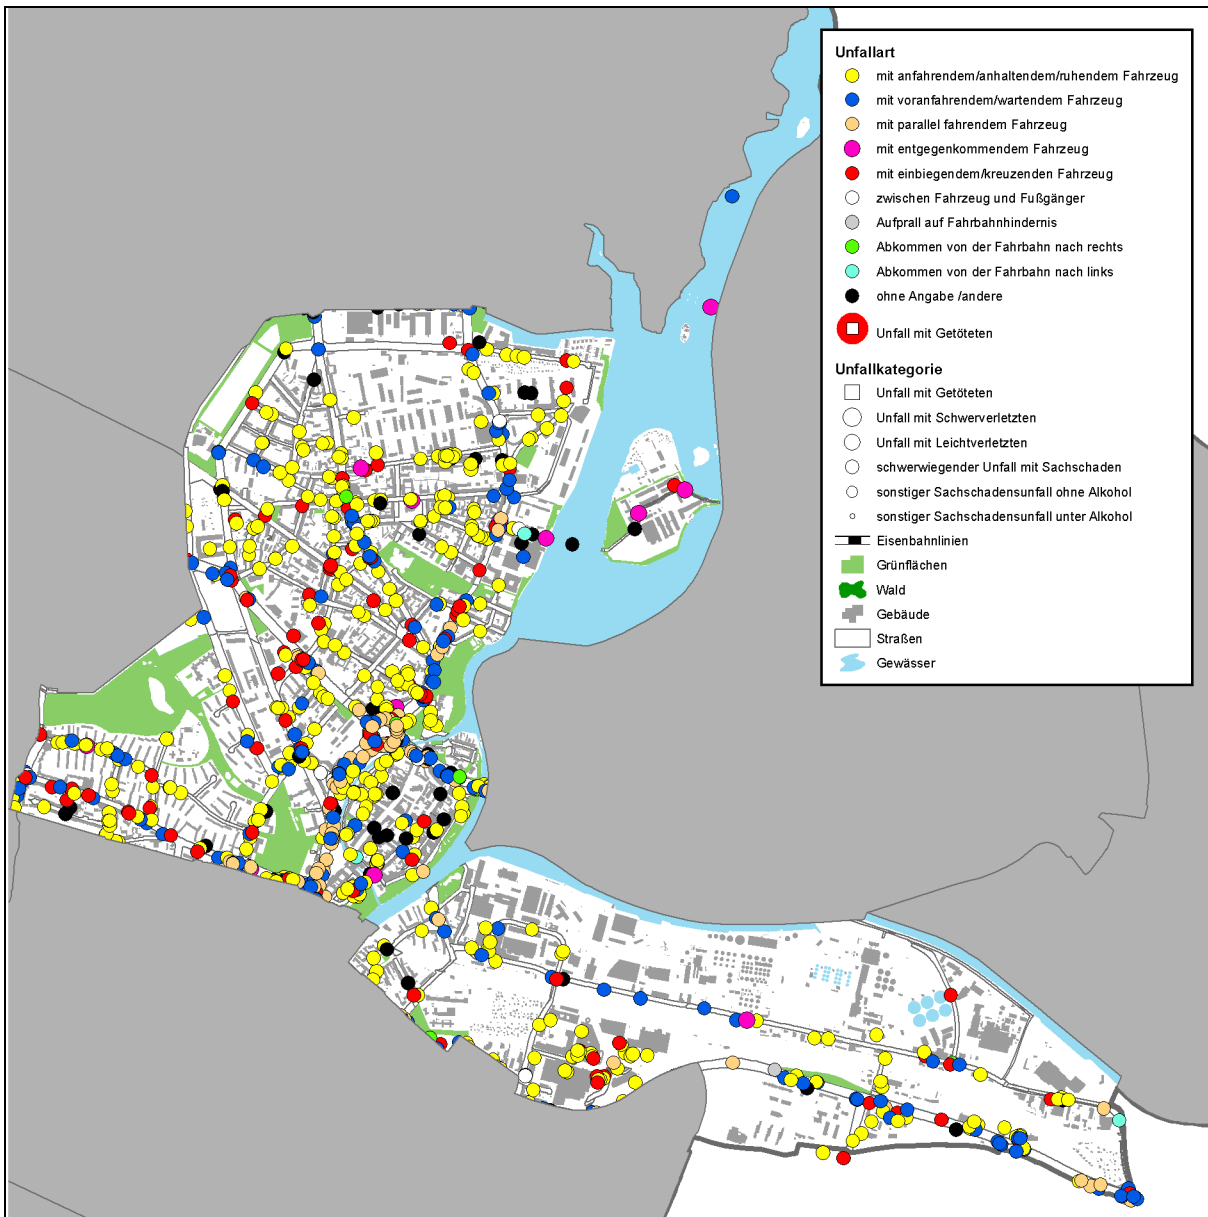 Unfallart
mit anfahrendem/anhaltendem/ruhendem Fahrzeug
mit voranfahrendem/wartendem Fahrzeug
mit parallel fahrendem Fahrzeug
mit entgegenkommendem Fahrzeug
mit einbiegendem/kreuzenden Fahrzeug
zwischen Fahrzeug und Fußgänger
Aufprall auf Fahrbahnhindernis
Abkommen von der Fahrbahn nach rechts
Abkommen von der Fahrbahn nach links
ohne Angabe /andere
Unfall mit Getöteten
Unfallkategorie
Unfall mit Getöteten
Unfall mit Schwerverletzten
Unfall mit Leichtverletzten
schwerwiegender Unfall mit Sachschaden
sonstiger Sachschadensunfall ohne Alkohol
sonstiger Sachschadensunfall unter Alkohol
Eisenbahnlinien
Grünflächen
Wald
Gebäude
Straßen
Gewässer